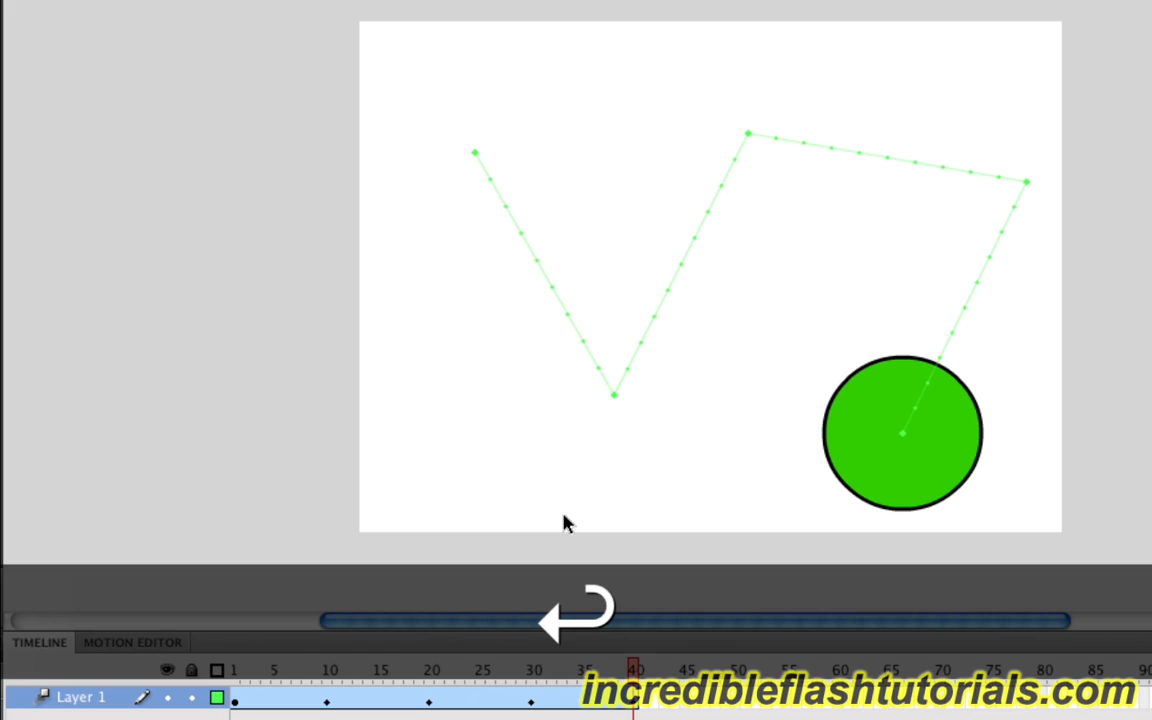 TIMELINE MOTION EDITOR
1 5 10 15 20 25 30 35 40 45 50 55 60 65 70 75 80 85 90
Layer 1
incredibleflashtutorials.com